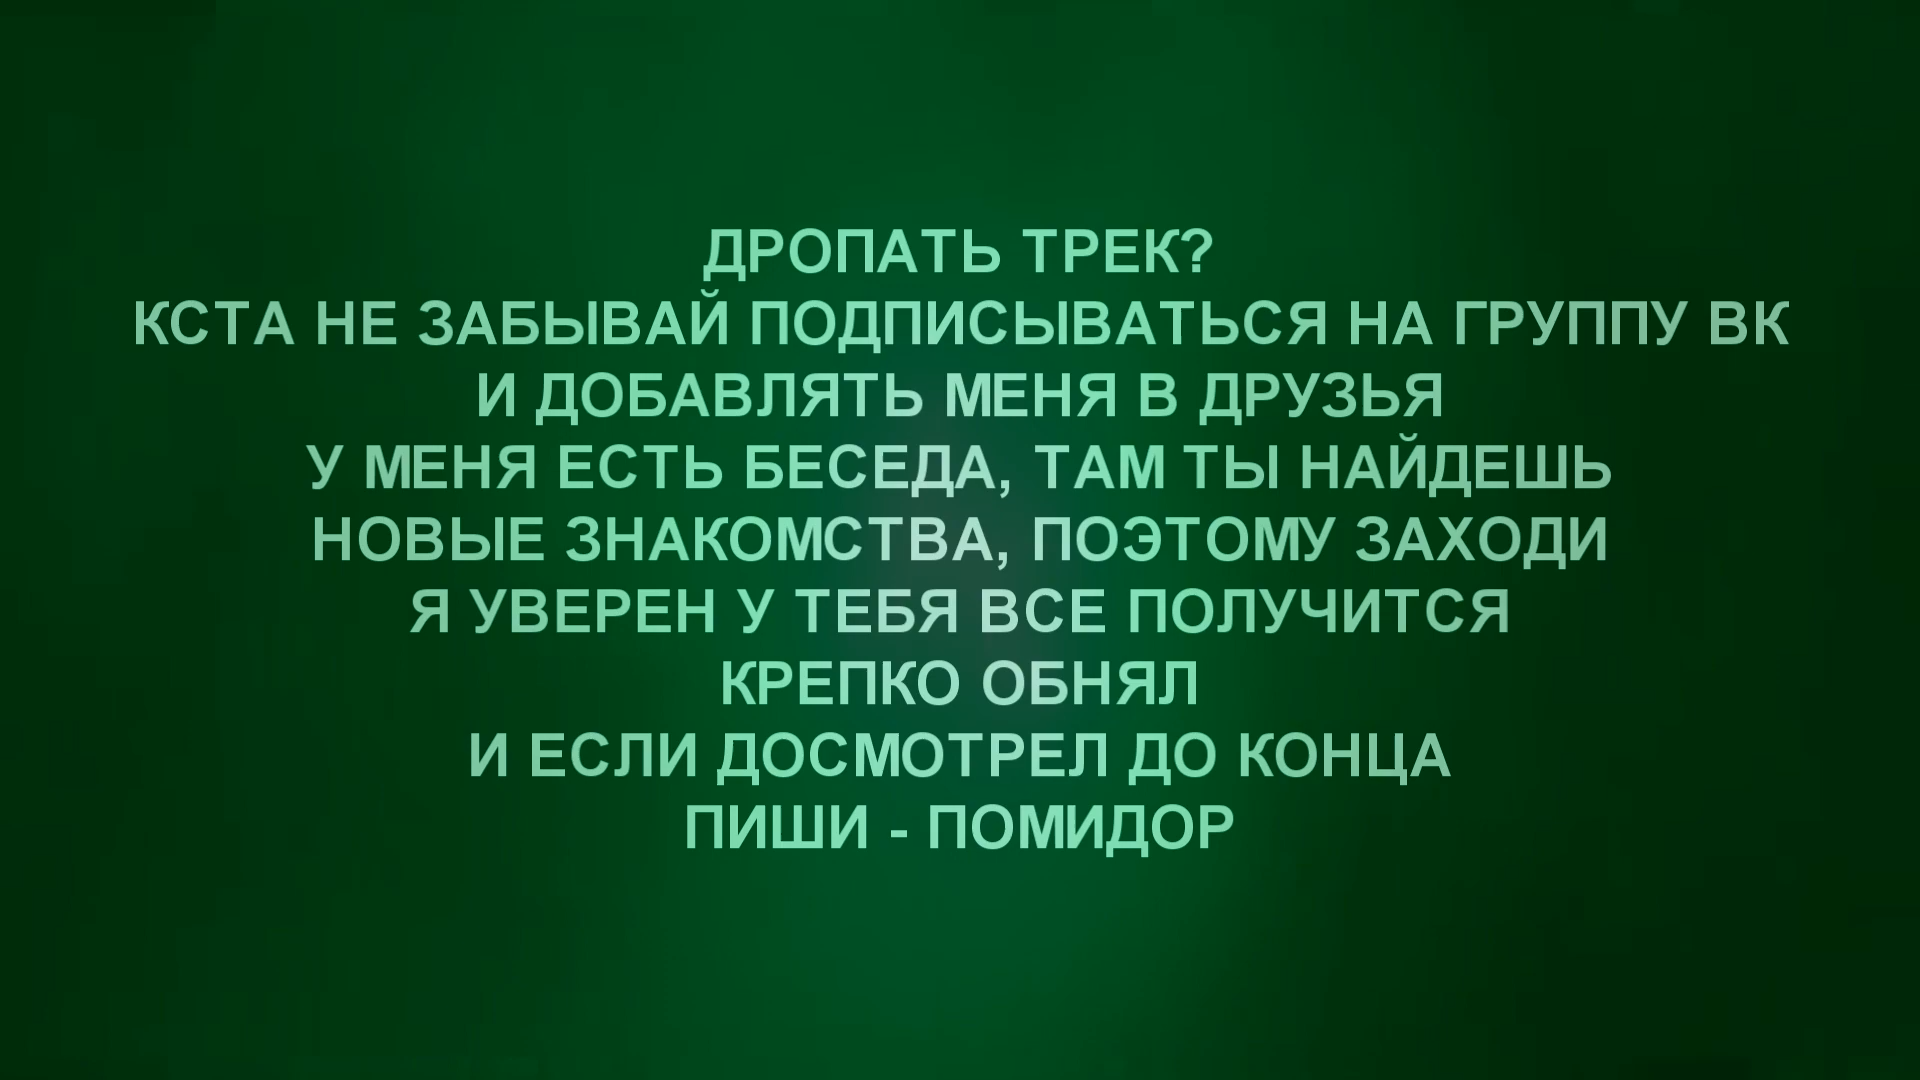 ДРОПАТЬ ТРЕК?
КСТА НЕ ЗАБЫВАЙ ПОДПИСЫВАТЬСЯ НА ГРУППУ ВК
И ДОБАВЛЯТЬ МЕНЯ В ДРУЗЬЯ
У МЕНЯ ЕСТЬ БЕСЕДА, ТАМ ТЫ НАЙДЕШЬ
НОВЫЕ ЗНАКОМСТВА, ПОЭТОМУ ЗАХОДИ
Я УВЕРЕН У ТЕБЯ ВСЕ ПОЛУЧИТСЯ
КРЕПКО ОБНЯЛ
И ЕСЛИ ДОСМОТРЕЛ ДО КОНЦА
ПИШИ - ПОМИДОР